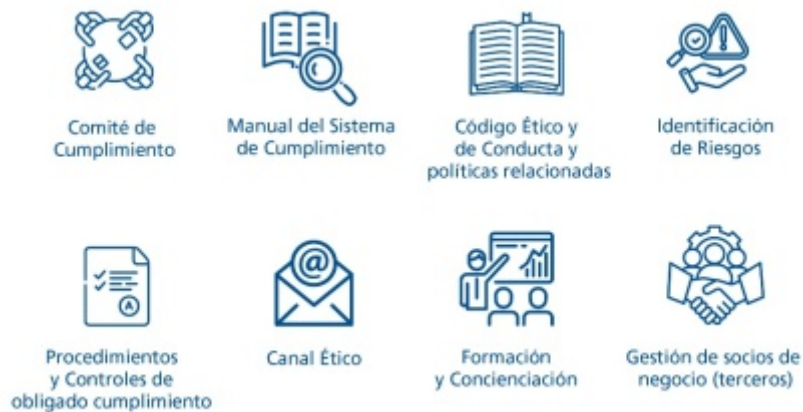 Comité de
Cumplimiento
Manual del Sistema
de Cumplimiento
Código Ético y
de Conducta y
políticas relacionadas
Identificación
de Riesgos
Procedimientos
y Controles de
obligado cumplimiento
Canal Ético
Formación
y Concienciación
Gestión de socios de
negocio (terceros)